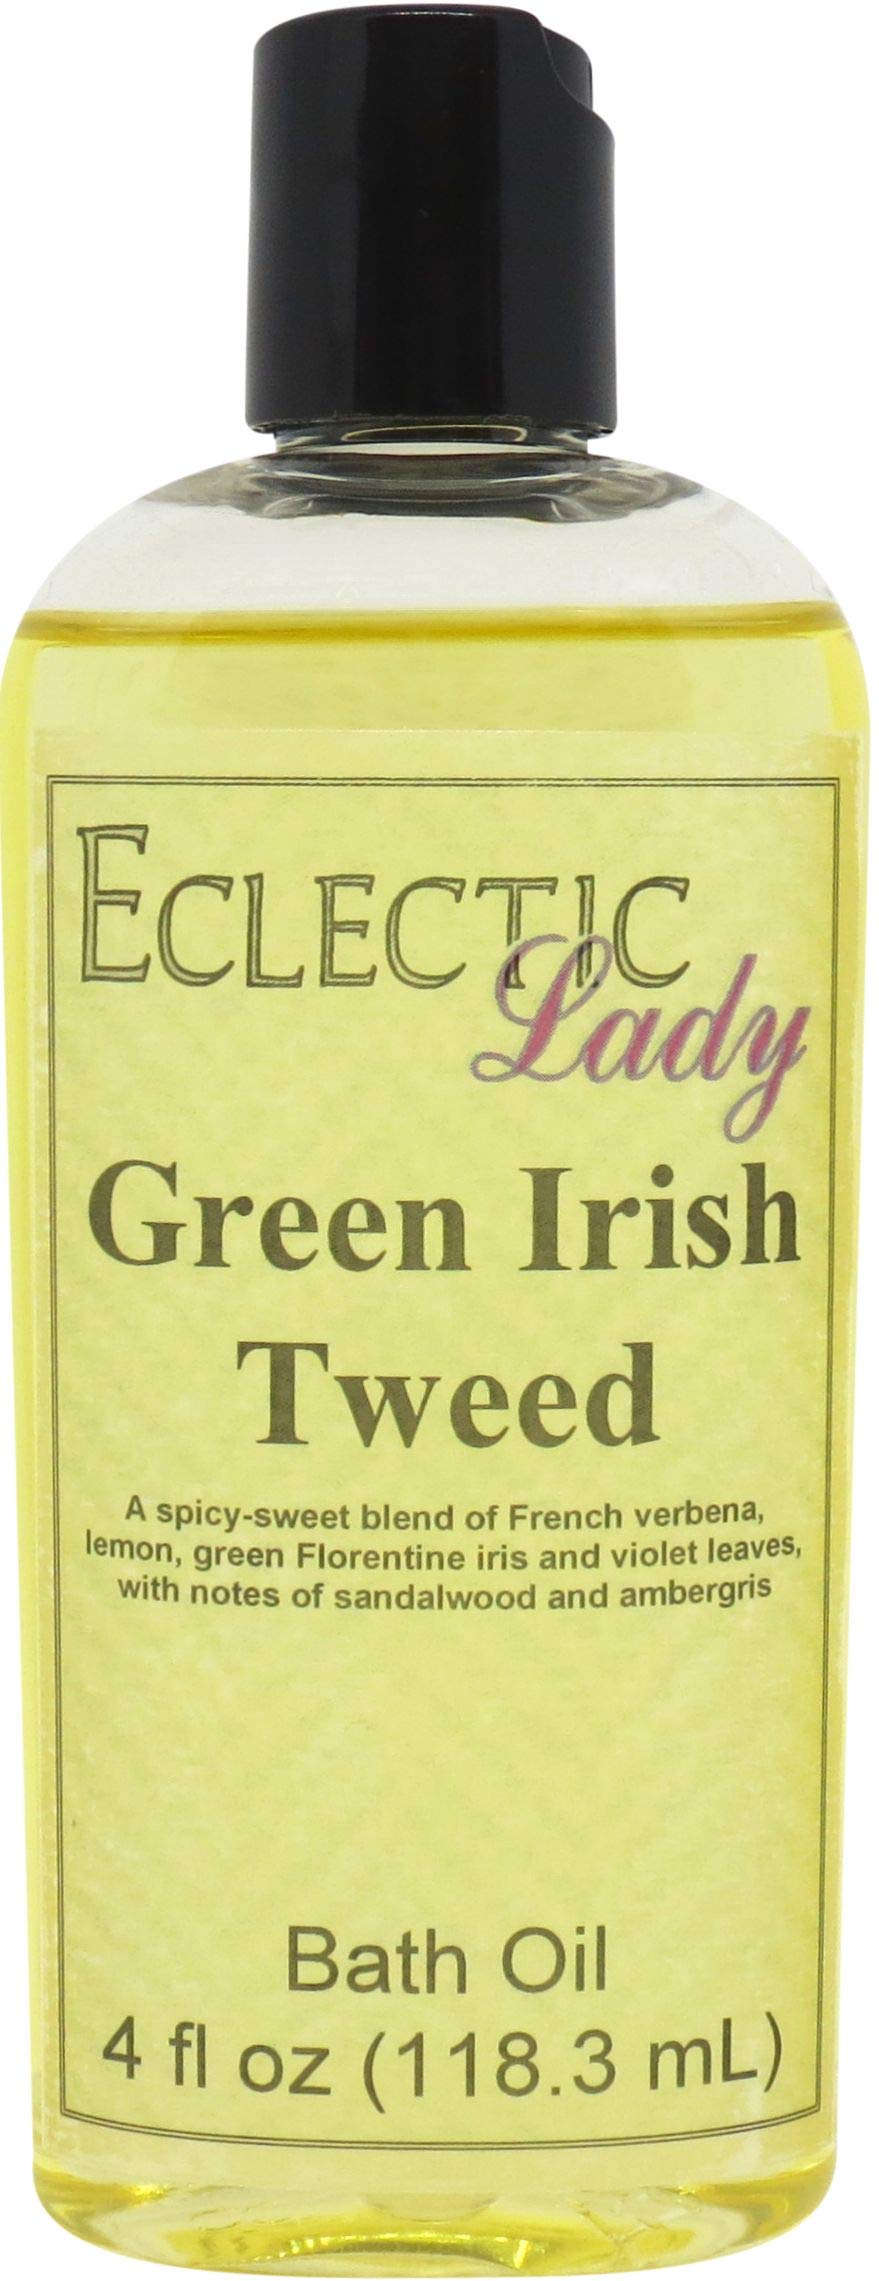 ECLECTIC
Lady
Green Irish
Tweed
A spicy-sweet blend of French verbena,
lemon, green Florentine iris and violet leaves,
with notes of sandalwood and ambergris
Bath Oil
4 fl oz (118.3 mL)